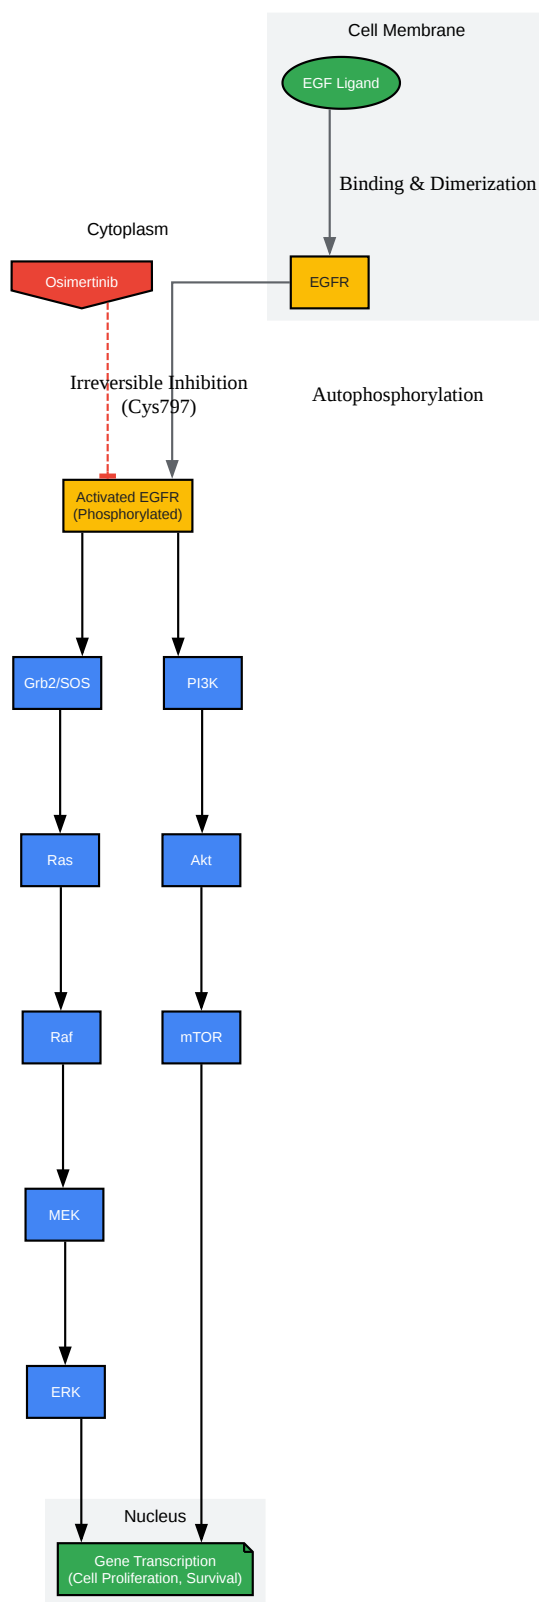 Cell Membrane
EGF Ligand
Binding & Dimerization
Cytoplasm
Osimertinib
EGFR
Irreversible Inhibition
(Cys797)
Autophosphorylation
Activated EGFR
(Phosphorylated)
Grb2/SOS
PI3K
Ras
Akt
Raf
mTOR
MEK
ERK
Nucleus
Gene Transcription
(Cell Proliferation, Survival)